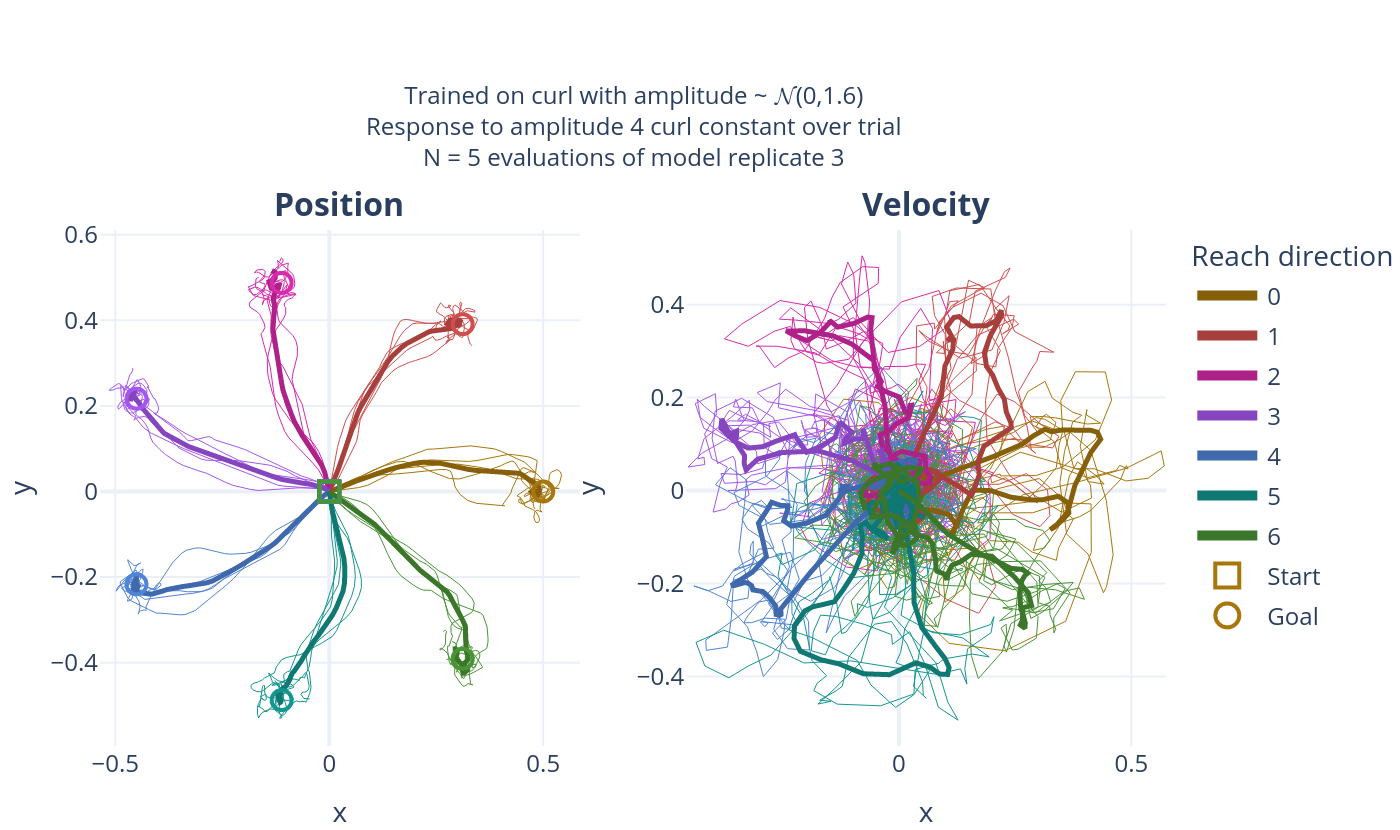 Trained on curl with amplitude ~ 𝒩(0,1.6)
Response to amplitude 4 curl constant over trial
N = 5 evaluations of model replicate 3
Position
Velocity
0.6
0.4
0.2
0
−0.2
−0.4
y
−0.5
0
0.5
x
0.4
0.2
0
−0.2
−0.4
y
0
0.5
x
Reach direction
0
1
2
3
4
5
6
Start
Goal